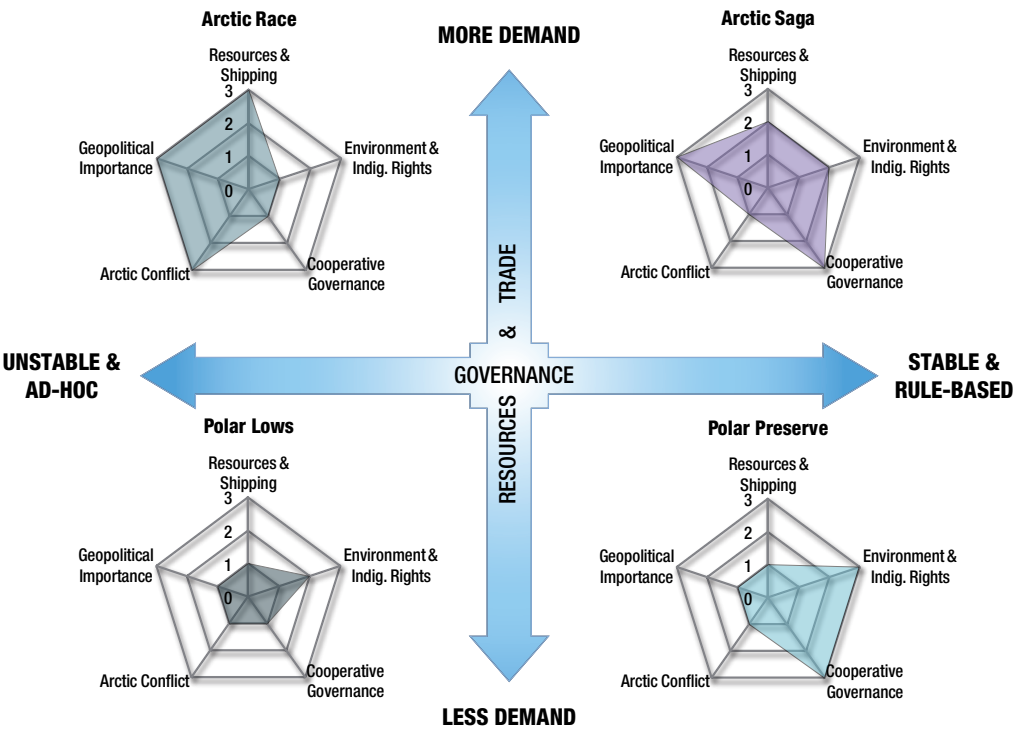 Arctic Race
Resources &
Shipping
3
2
1
0
Geopolitical
Importance
Environment &
Indig. Rights
Arctic Conflict
Cooperative
Governance
MORE DEMAND
Arctic Saga
Resources &
Shipping
3
2
1
0
Geopolitical
Importance
Environment &
Indig. Rights
Arctic Conflict
Cooperative
Governance
UNSTABLE &
AD-HOC
GOVERNANCE
RESOURCES & TRADE
STABLE &
RULE-BASED
Polar Lows
Resources &
Shipping
3
2
1
0
Geopolitical
Importance
Environment &
Indig. Rights
Arctic Conflict
Cooperative
Governance
Polar Preserve
Resources &
Shipping
3
2
1
0
Geopolitical
Importance
Environment &
Indig. Rights
Arctic Conflict
Cooperative
Governance
LESS DEMAND